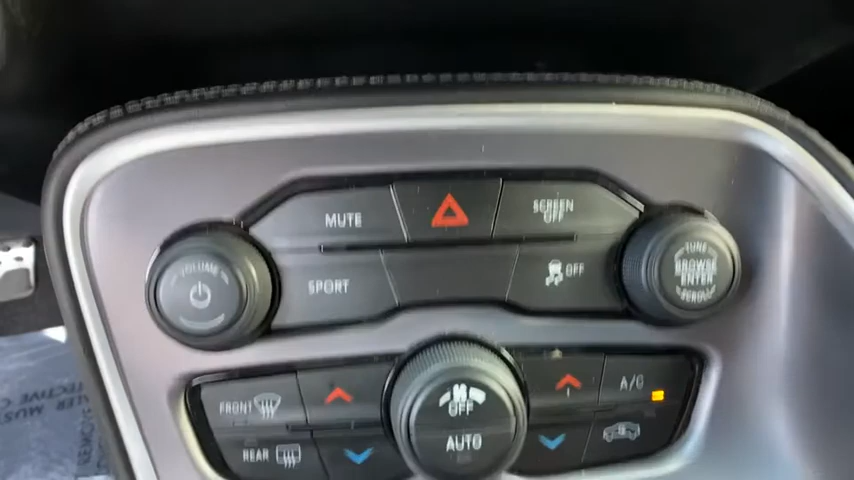 MUTE
SCREEN
OFF
VOLUME
SPORT
OFF
TUNE
BROWSE
ENTER
SCROLL
FRONT
OFF
A/C
REAR
AUTO